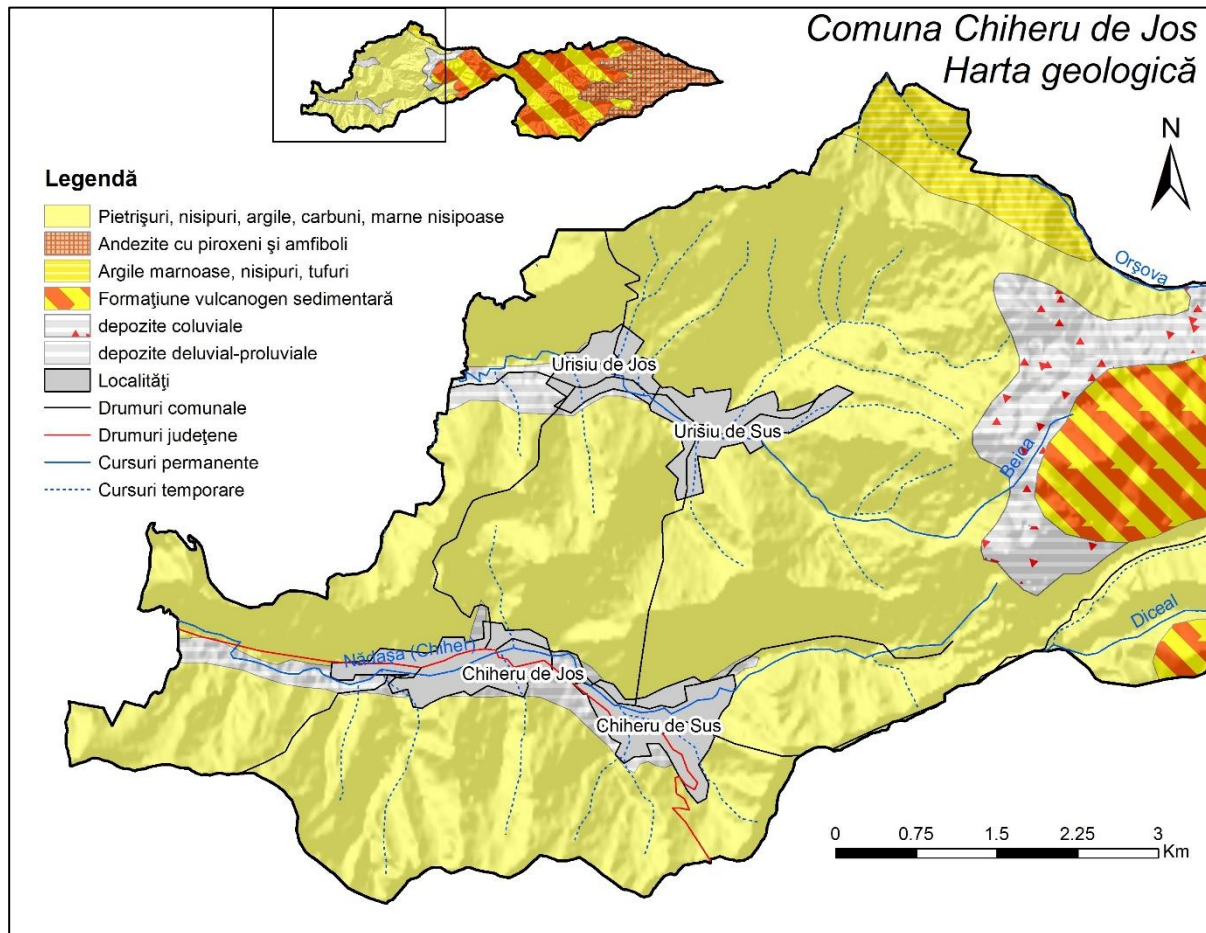 Comuna Chiheru de Jos
Harta geologică
N
Legendă
Pietrişuri, nisipuri, argile, carbuni, marne nisipoase
Andezite cu piroxeni şi amfiboli
Argile marnoase, nisipuri, tufuri
Formaţiune vulcanogen sedimentară
depozite coluviale
depozite deluvial-proluviale
Localităţi
Drumuri comunale
Drumuri judeţene
Cursuri permanente
Cursuri temporare
Orşova
Urisiu de Jos
Urisiu de Sus
Beica
Diceal
Nădaşa (Chiher)
Chiheru de Jos
Chiheru de Sus
0 0.75 1.5 2.25 3
Km